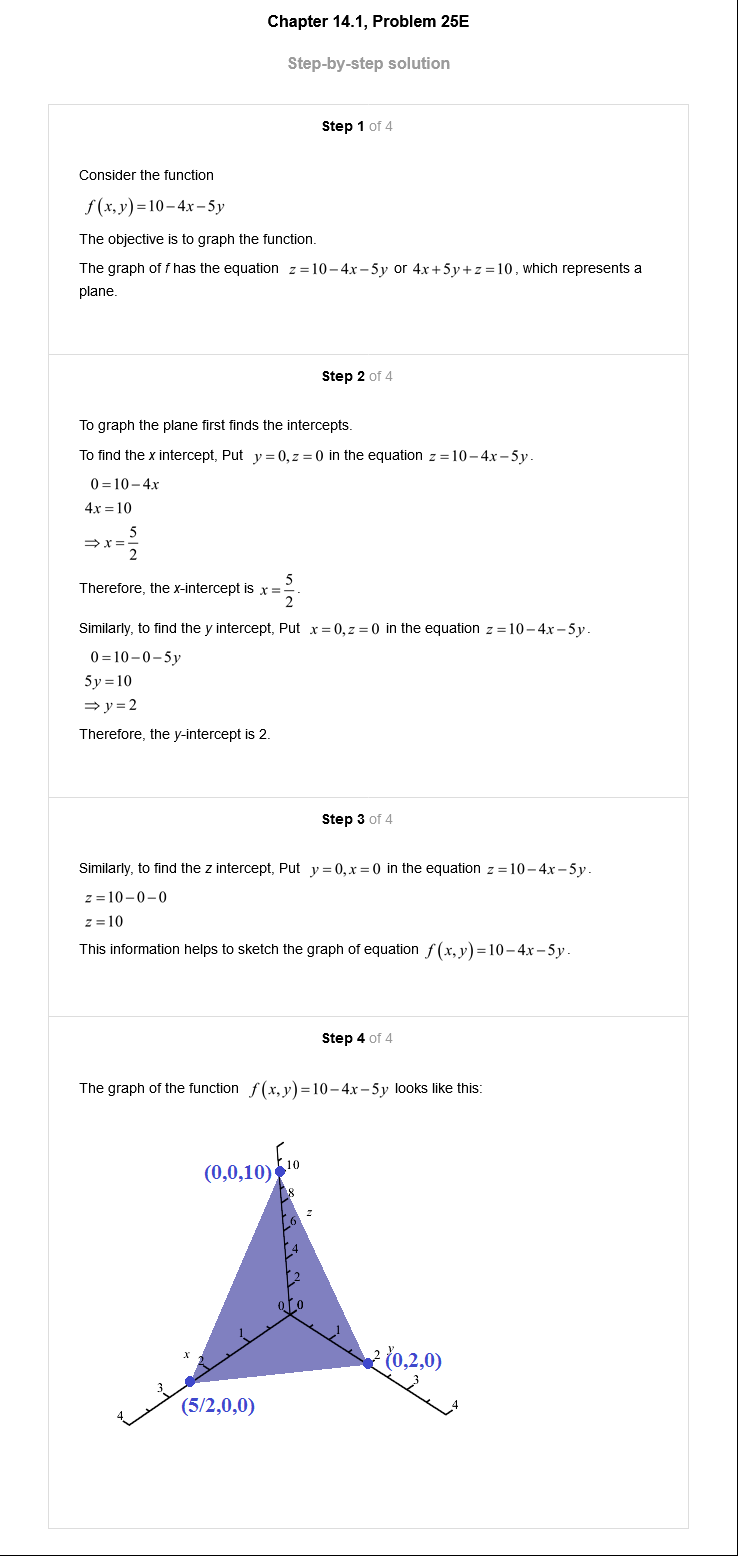 Chapter 14.1, Problem 25E
Step-by-step solution
Step 1 of 4
Consider the function
f(x,y)=10−4x−5y
The objective is to graph the function.
The graph of f has the equation z=10−4x−5y or 4x+5y+z=10, which represents a
plane.
Step 2 of 4
To graph the plane first finds the intercepts.
To find the x intercept, Put y=0,z=0 in the equation z=10−4x−5y.
0=10−4x
4x=10
⇒x=5/2
Therefore, the x-intercept is x=5/2.
Similarly, to find the y intercept, Put x=0,z=0 in the equation z=10−4x−5y.
0=10−0−5y
5y=10
⇒y=2
Therefore, the y-intercept is 2.
Step 3 of 4
Similarly, to find the z intercept, Put y=0,x=0 in the equation z=10−4x−5y.
z=10−0−0
z=10
This information helps to sketch the graph of equation f(x,y)=10−4x−5y.
Step 4 of 4
The graph of the function f(x,y)=10−4x−5y looks like this:
(0,0,10) 10
8
6 z
4
2
0 0
1 1
x 2 2 y (0,2,0)
3 3
(5/2,0,0)
4 4